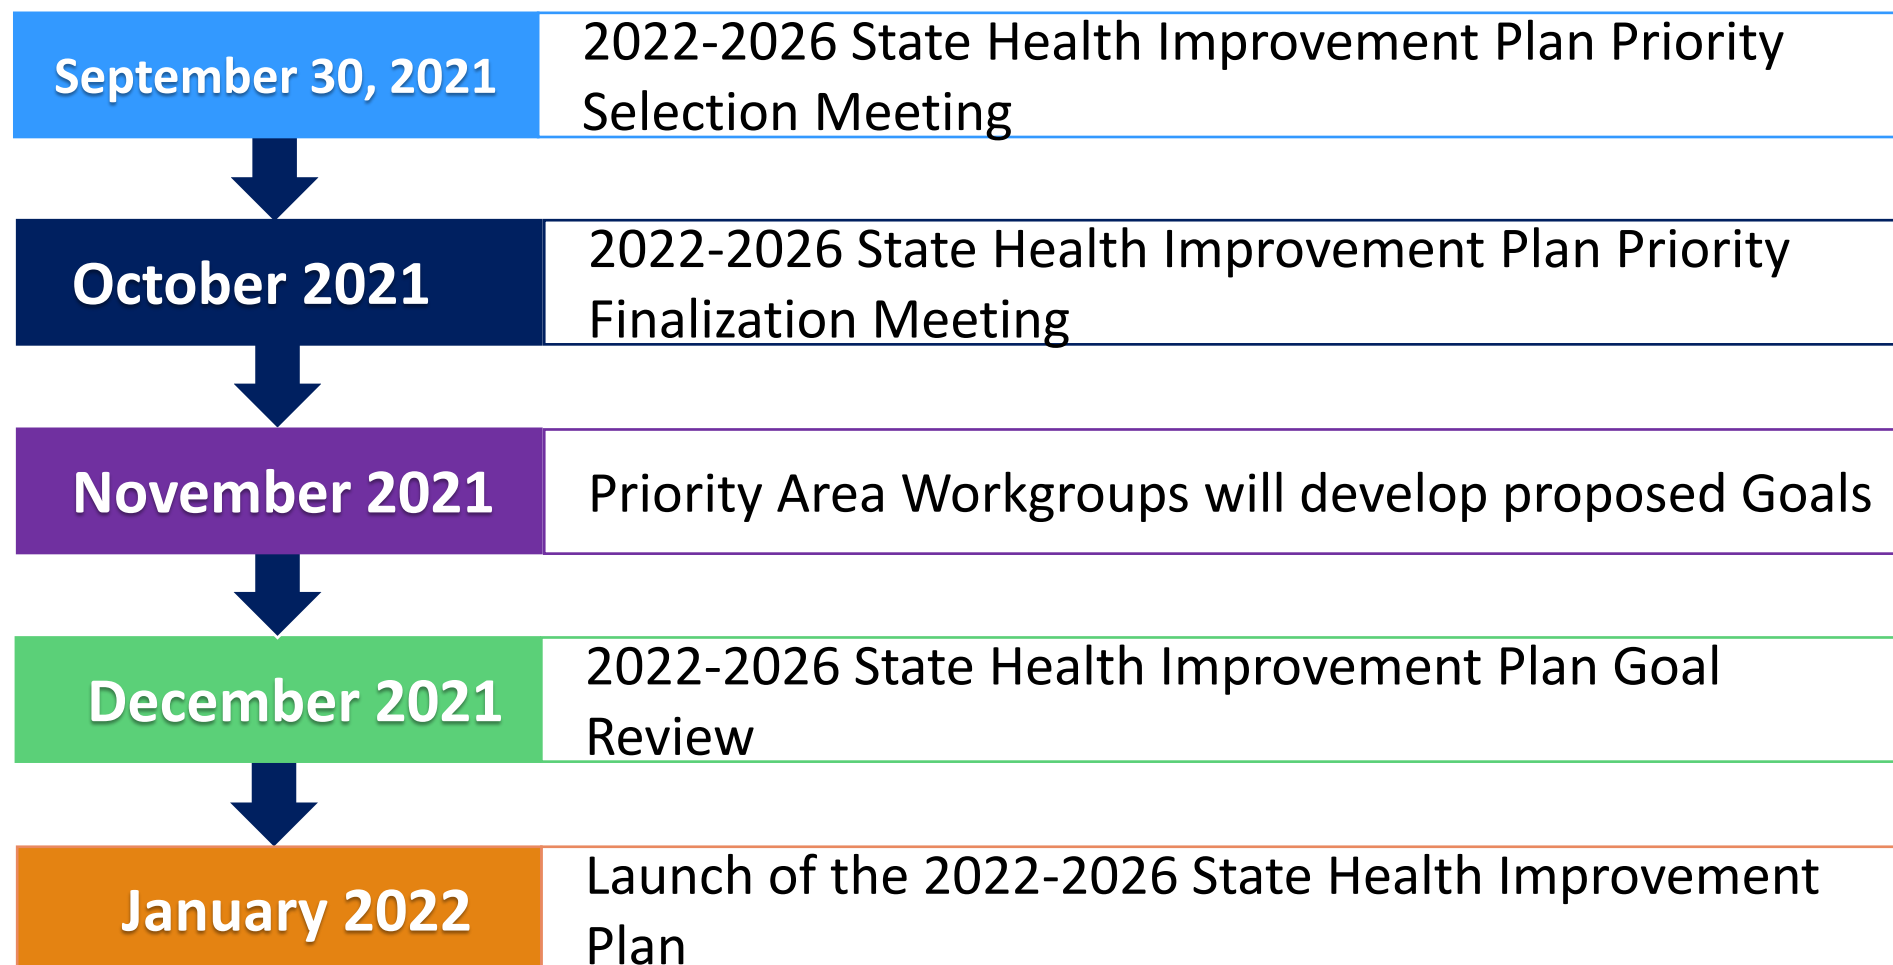 September 30, 2021
2022-2026 State Health Improvement Plan Priority
Selection Meeting
October 2021
2022-2026 State Health Improvement Plan Priority
Finalization Meeting
November 2021
Priority Area Workgroups will develop proposed Goals
December 2021
2022-2026 State Health Improvement Plan Goal
Review
January 2022
Launch of the 2022-2026 State Health Improvement
Plan